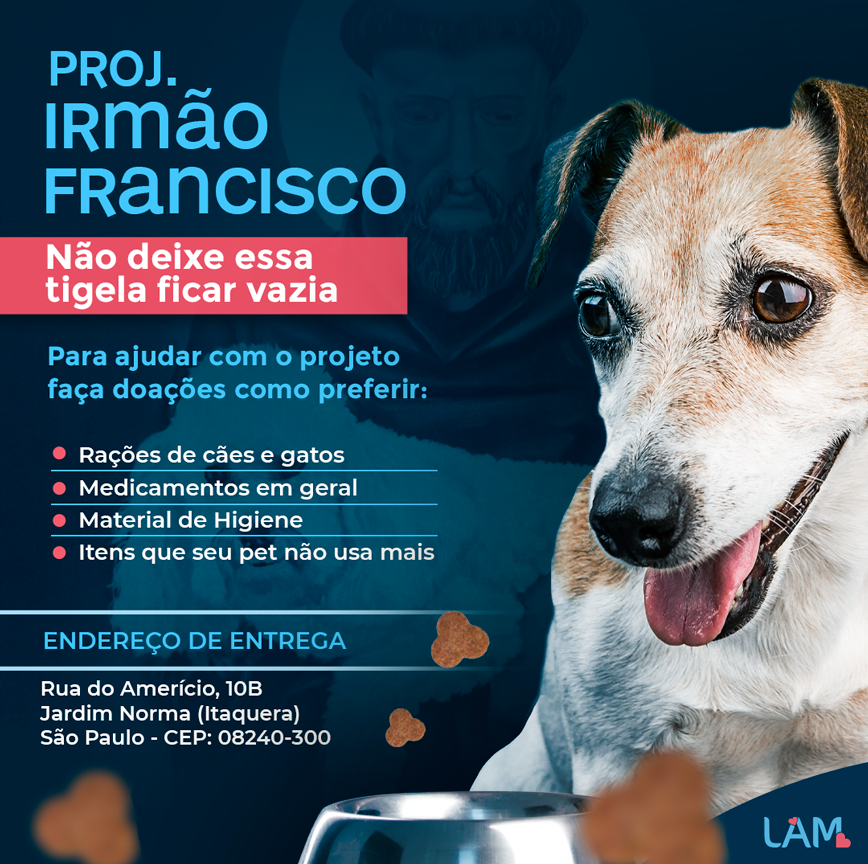 PROJ.
IRmão
FRancisco
Não deixe essa
tigela ficar vazia
Para ajudar com o projeto
faça doações como preferir:
Rações de cães e gatos
Medicamentos em geral
Material de Higiene
Itens que seu pet não usa mais
ENDEREÇO DE ENTREGA
Rua do Amerício, 10B
Jardim Norma (Itaquera)
São Paulo - CEP: 08240-300
LAM